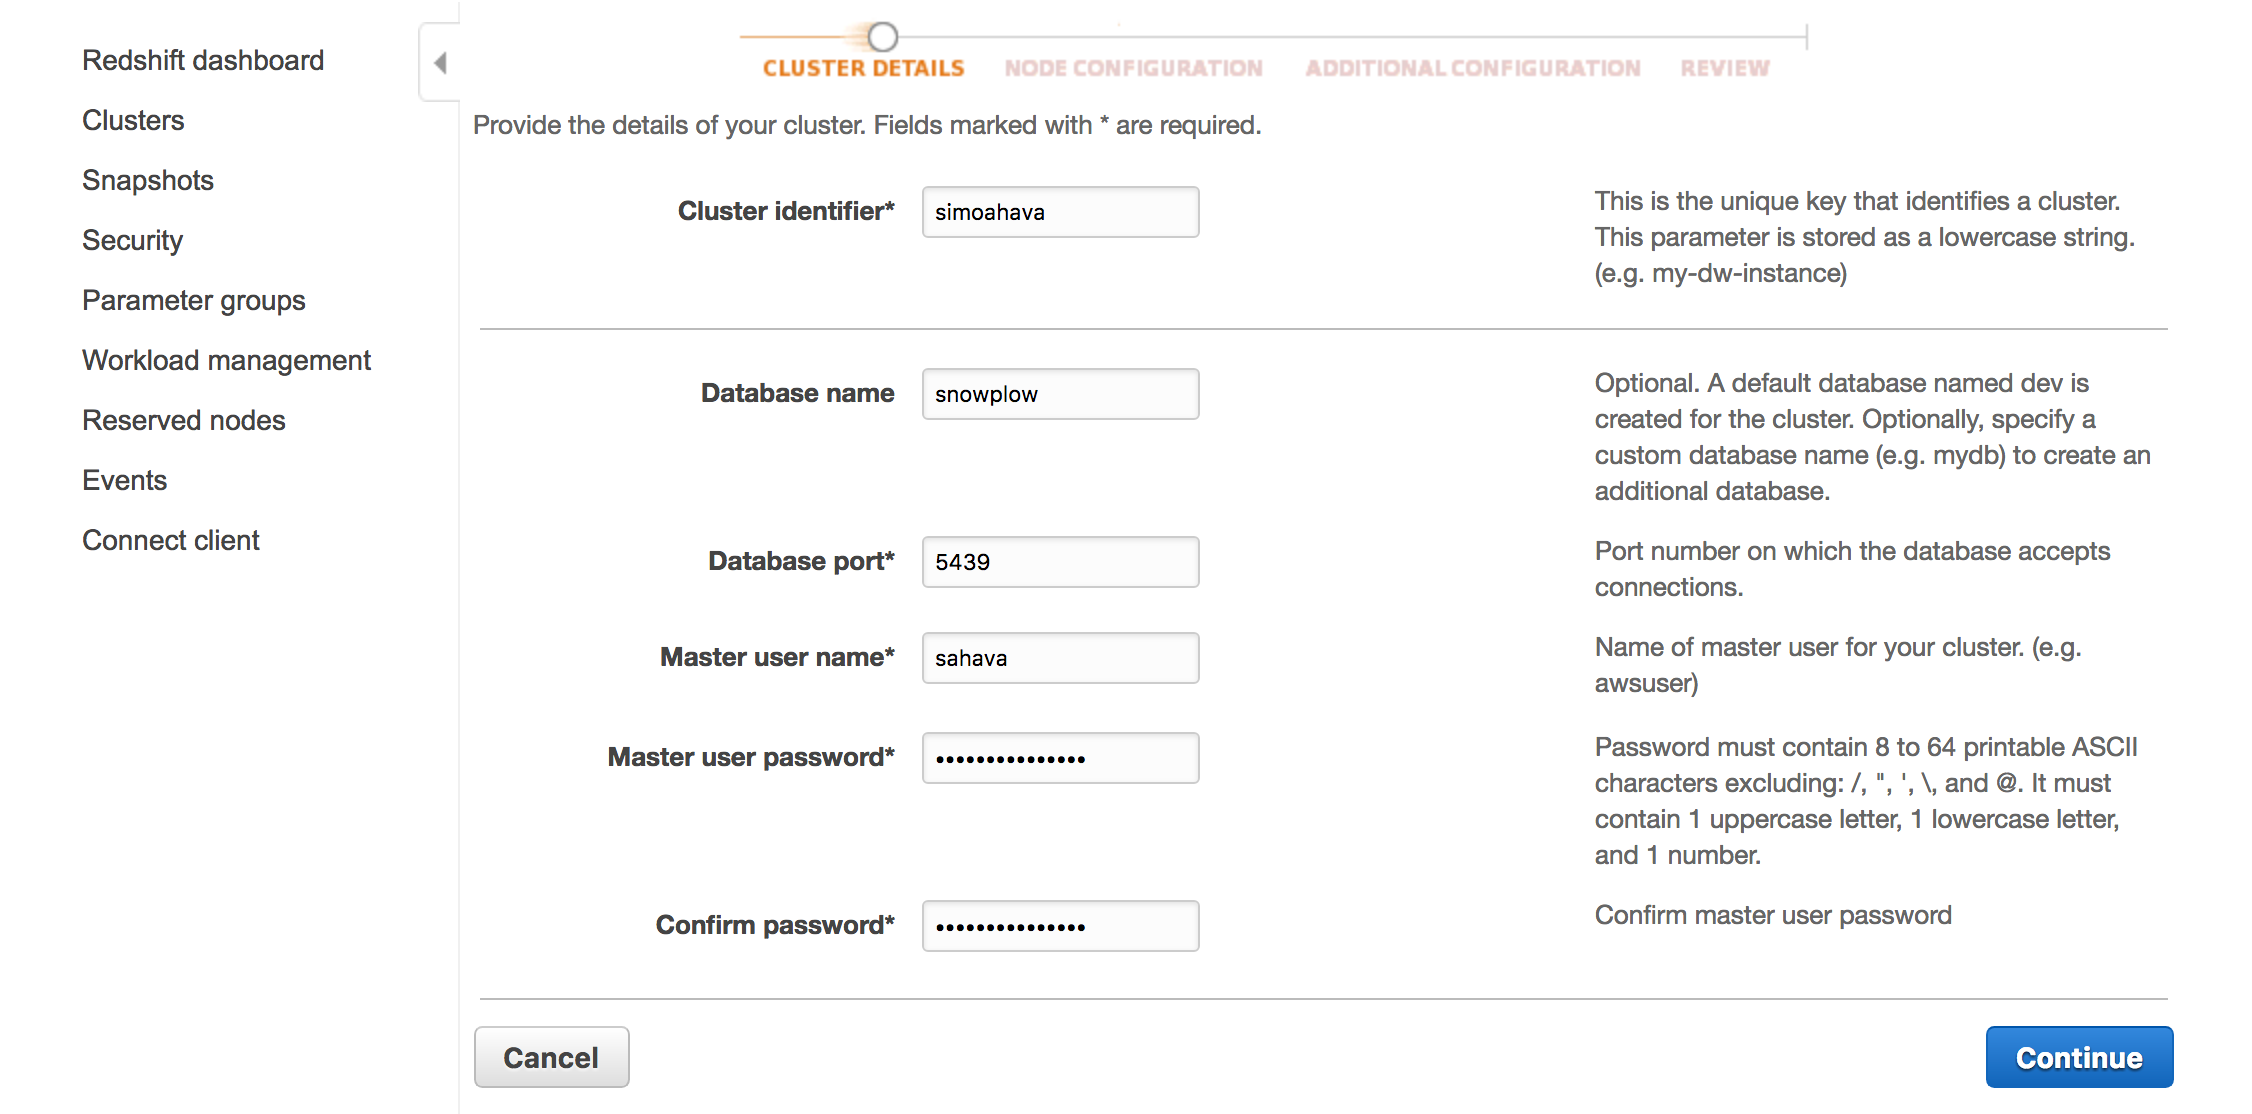 Redshift dashboard
Clusters
Snapshots
Security
Parameter groups
Workload management
Reserved nodes
Events
Connect client
CLUSTER DETAILS NODE CONFIGURATION ADDITIONAL CONFIGURATION REVIEW
Provide the details of your cluster. Fields marked with * are required.
Cluster identifier* simoahava
This is the unique key that identifies a cluster.
This parameter is stored as a lowercase string.
(e.g. my-dw-instance)
Database name snowplow
Optional. A default database named dev is
created for the cluster. Optionally, specify a
custom database name (e.g. mydb) to create an
additional database.
Database port* 5439
Port number on which the database accepts
connections.
Master user name* sahava
Name of master user for your cluster. (e.g.
awsuser)
Master user password* •••••••••••••••
Password must contain 8 to 64 printable ASCII
characters excluding: /, ", ', \, and @. It must
contain 1 uppercase letter, 1 lowercase letter,
and 1 number.
Confirm password* •••••••••••••••
Confirm master user password
Cancel
Continue